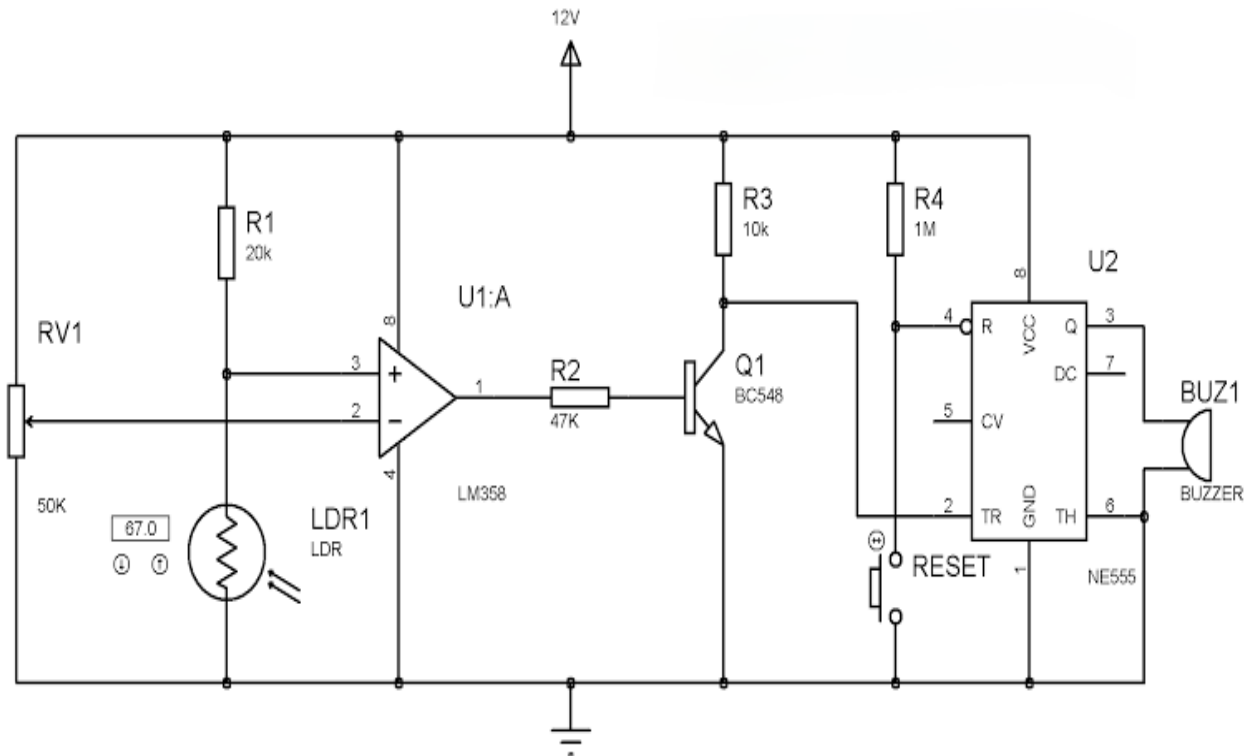 12V
R1
20k
R3
10k
R4
1M
8
U2
U1:A
8
RV1
4
R
VCC
Q
3
3
+
R2
Q1
BC548
DC
7
2
−
1
47K
5
CV
BUZ1
4
LM358
50K
67.0
LDR1
LDR
BUZZER
2
TR
GND
TH
6
RESET
1
NE555